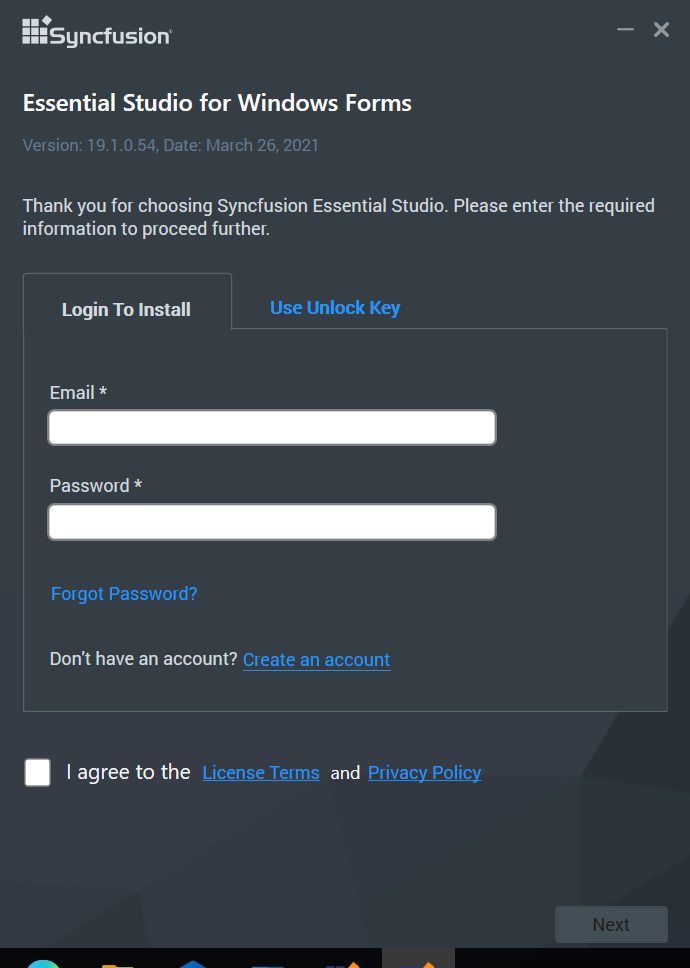 Syncfusion®
Essential Studio for Windows Forms
Version: 19.1.0.54, Date: March 26, 2021
Thank you for choosing Syncfusion Essential Studio. Please enter the required
information to proceed further.
Login To Install
Use Unlock Key
Email *
Password *
Forgot Password?
Don't have an account? Create an account
I agree to the License Terms and Privacy Policy
Next